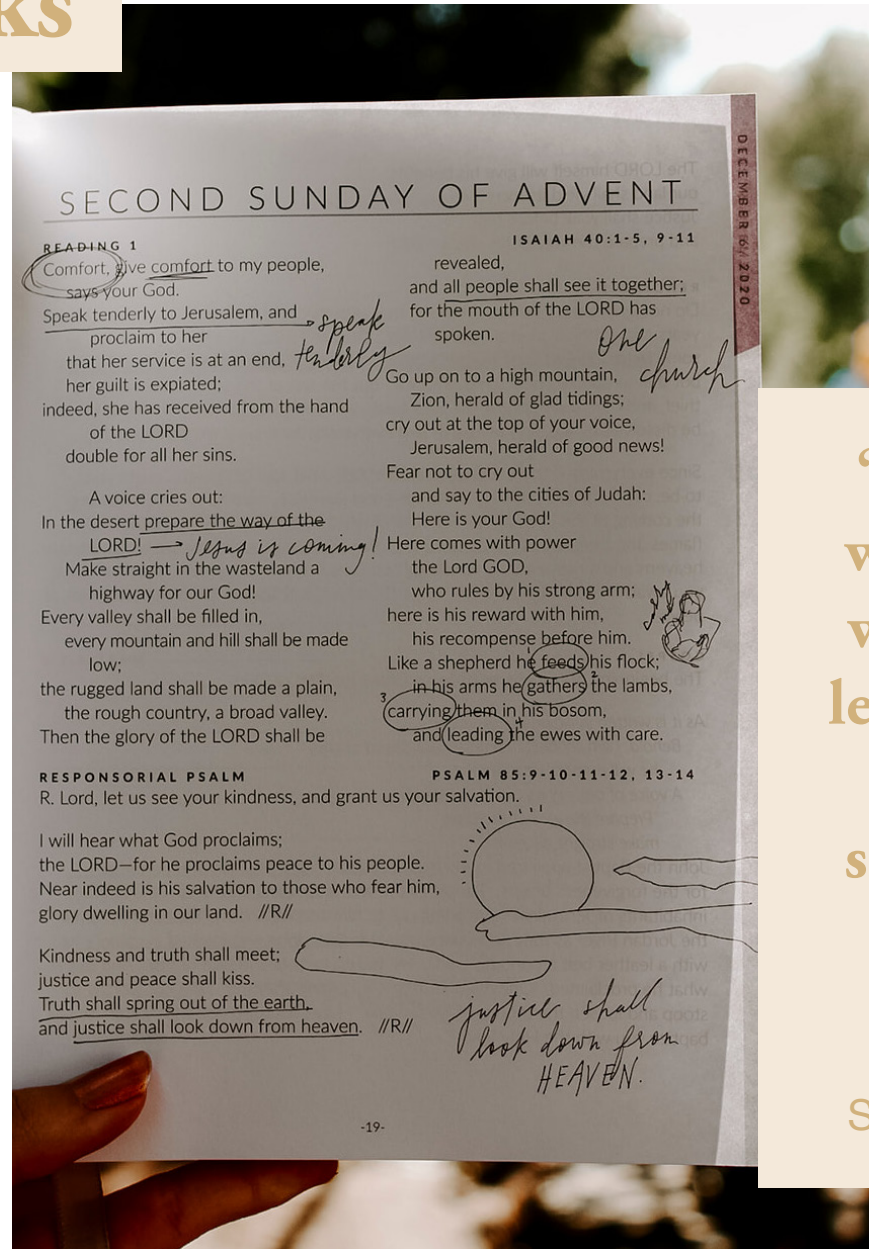 ks
SECOND SUNDAY OF ADVENT
DECEMBER 6 // 2020
READING 1
ISAIAH 40:1-5, 9-11
Comfort, give comfort to my people,
says your God.
Speak tenderly to Jerusalem, and
proclaim to her
that her service is at an end,
her guilt is expiated;
indeed, she has received from the hand
of the LORD
double for all her sins.
speak
tenderly
A voice cries out:
In the desert prepare the way of the
LORD!
Jesus is coming!
Make straight in the wasteland a
highway for our God!
Every valley shall be filled in,
every mountain and hill shall be made
low;
the rugged land shall be made a plain,
the rough country, a broad valley.
Then the glory of the LORD shall be
revealed,
and all people shall see it together;
for the mouth of the LORD has
spoken.
one
church
Go up on to a high mountain,
Zion, herald of glad tidings;
cry out at the top of your voice,
Jerusalem, herald of good news!
Fear not to cry out
and say to the cities of Judah:
Here is your God!
Here comes with power
the Lord GOD,
who rules by his strong arm;
here is his reward with him,
his recompense before him.
1
Like a shepherd he feeds his flock;
2
in his arms he gathers the lambs,
3
carrying them in his bosom,
4
and leading the ewes with care.
RESPONSORIAL PSALM
PSALM 85:9-10-11-12, 13-14
R. Lord, let us see your kindness, and grant us your salvation.
I will hear what God proclaims;
the LORD—for he proclaims peace to his people.
Near indeed is his salvation to those who fear him,
glory dwelling in our land. //R//
Kindness and truth shall meet;
justice and peace shall kiss.
Truth shall spring out of the earth,
and justice shall look down from heaven. //R//
justice shall
look down from
HEAVEN.
-19-
“
w
w
le
s
S